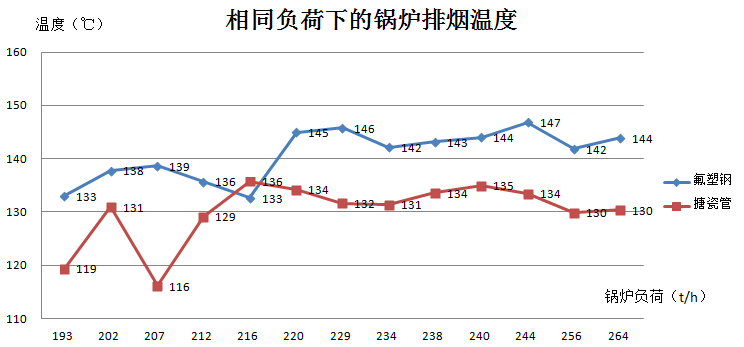 相同负荷下的锅炉排烟温度
温度（℃）
160
150
140
130
120
110
133 138 139 136 133 145 146 142 143 144 147 142 144
119 131 116 129 136 134 132 131 134 135 134 130 130
氟塑钢
搪瓷管
锅炉负荷（t/h）
193 202 207 212 216 220 229 234 238 240 244 256 264